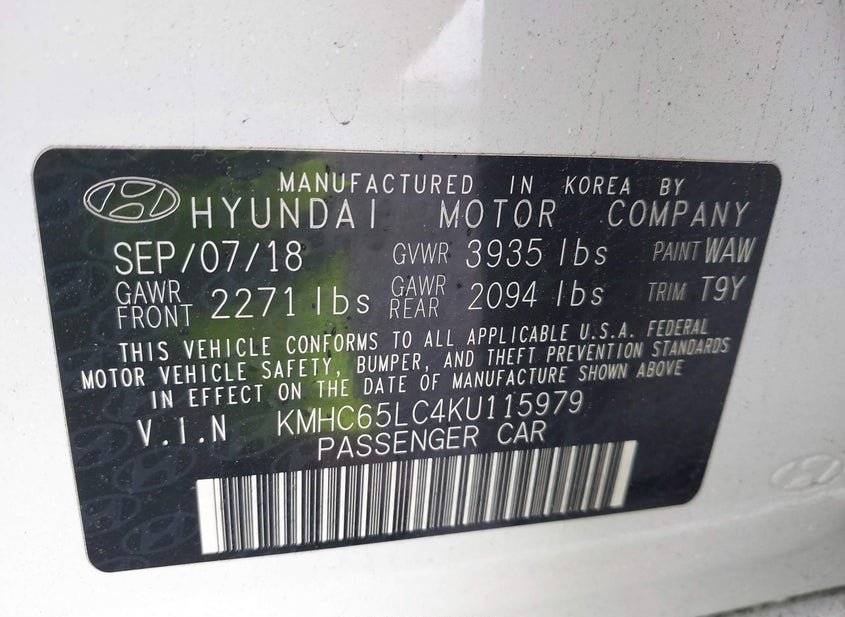 MANUFACTURED IN KOREA BY
HYUNDAI MOTOR COMPANY
SEP/07/18 GVWR 3935 lbs PAINT WAW
GAWR FRONT 2271 lbs GAWR REAR 2094 lbs TRIM T9Y
THIS VEHICLE CONFORMS TO ALL APPLICABLE U.S.A. FEDERAL
MOTOR VEHICLE SAFETY, BUMPER, AND THEFT PREVENTION STANDARDS
IN EFFECT ON THE DATE OF MANUFACTURE SHOWN ABOVE
V.I.N KMHC65LC4KU115979
PASSENGER CAR